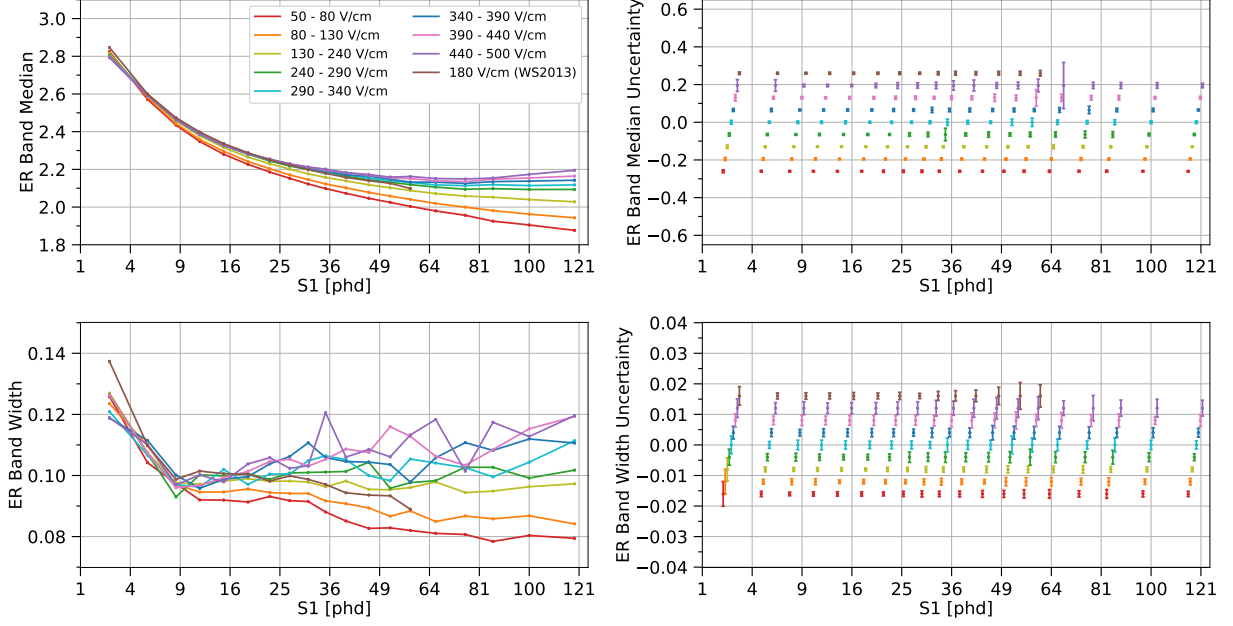 3.0
2.8
2.6
2.4
2.2
2.0
1.8
ER Band Median
50 - 80 V/cm
80 - 130 V/cm
130 - 240 V/cm
240 - 290 V/cm
290 - 340 V/cm
340 - 390 V/cm
390 - 440 V/cm
440 - 500 V/cm
180 V/cm (WS2013)
1 4 9 16 25 36 49 64 81 100 121
S1 [phd]
0.6
0.4
0.2
0.0
−0.2
−0.4
−0.6
ER Band Median Uncertainty
1 4 9 16 25 36 49 64 81 100 121
S1 [phd]
0.14
0.12
0.10
0.08
ER Band Width
1 4 9 16 25 36 49 64 81 100 121
S1 [phd]
0.04
0.03
0.02
0.01
0.00
−0.01
−0.02
−0.03
−0.04
ER Band Width Uncertainty
1 4 9 16 25 36 49 64 81 100 121
S1 [phd]